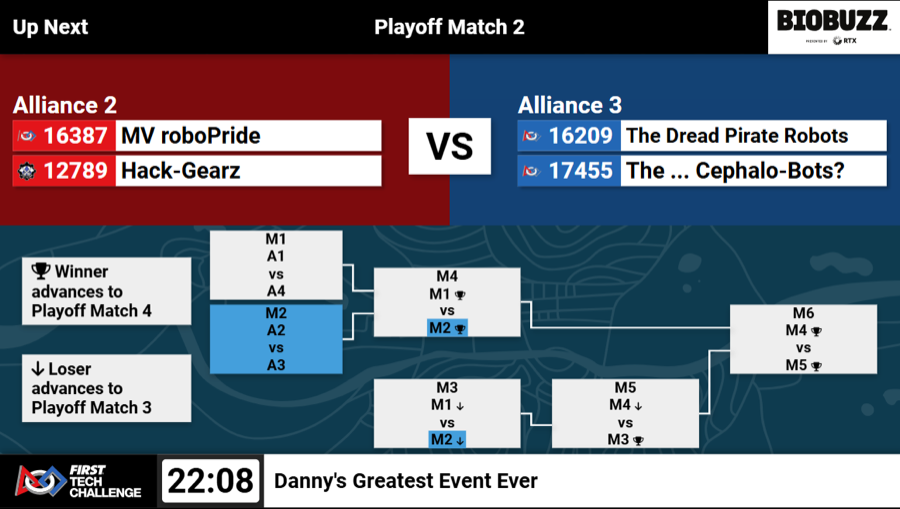 Up Next
Playoff Match 2
BIOBUZZ
PRESENTED BY RTX
Alliance 2
16387 MV roboPride
12789 Hack-Gearz
VS
Alliance 3
16209 The Dread Pirate Robots
17455 The ... Cephalo-Bots?
Winner
advances to
Playoff Match 4
Loser
advances to
Playoff Match 3
M1
A1
vs
A4
M2
A2
vs
A3
M4
M1
vs
M2
M3
M1 ↓
vs
M2 ↓
M5
M4 ↓
vs
M3
M6
M4
vs
M5
FIRST
TECH
CHALLENGE
22:08
Danny's Greatest Event Ever